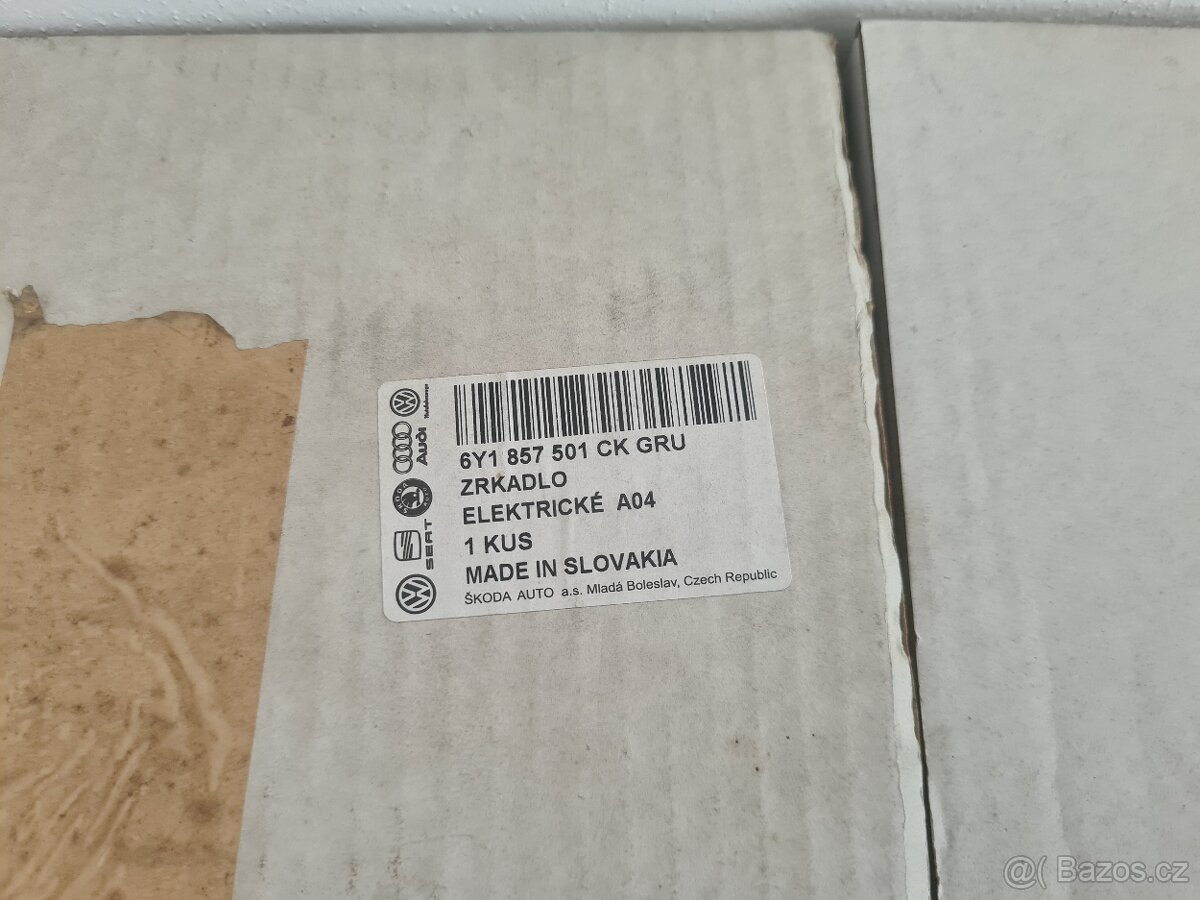 6Y1 857 501 CK GRU
ZRKADLO
ELEKTRICKÉ A04
1 KUS
MADE IN SLOVAKIA
ŠKODA AUTO a.s. Mladá Boleslav, Czech Republic
Audi
ŠKODA
SEAT
@( Bazos.cz